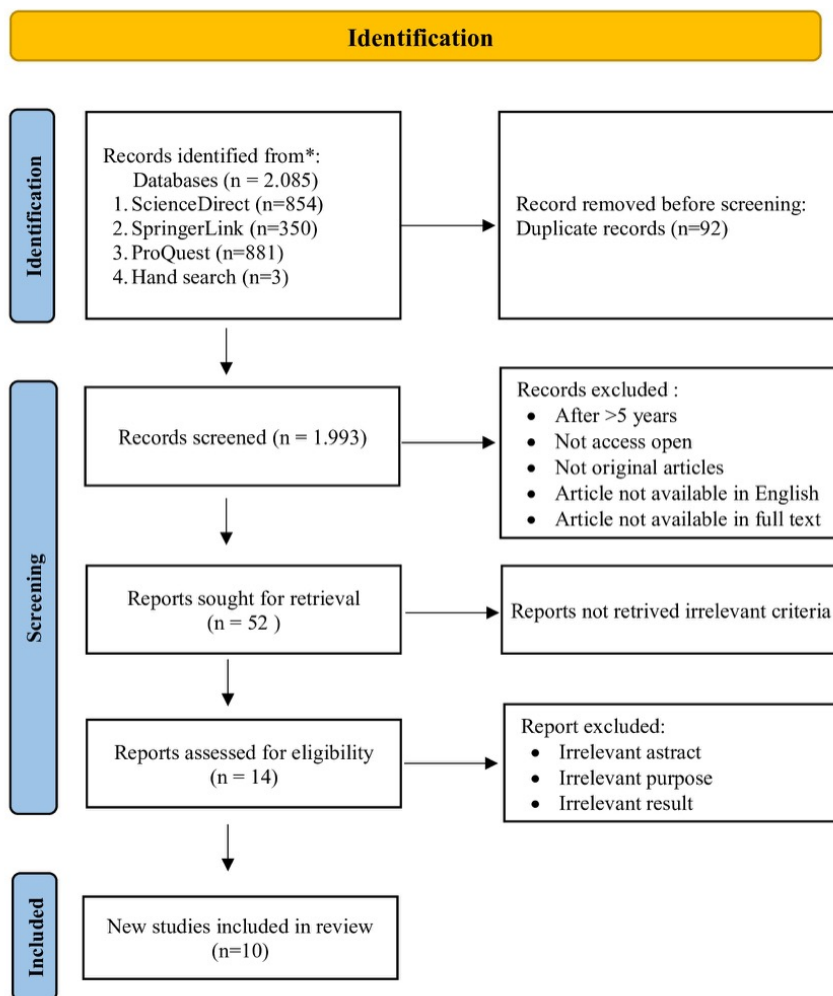 Identification
Identification
Records identified from*:
Databases (n = 2.085)
1. ScienceDirect (n=854)
2. SpringerLink (n=350)
3. ProQuest (n=881)
4. Hand search (n=3)
Record removed before screening:
Duplicate records (n=92)
Screening
Records screened (n = 1.993)
Records excluded :
• After >5 years
• Not access open
• Not original articles
• Article not available in English
• Article not available in full text
Reports sought for retrieval
(n = 52 )
Reports not retrived irrelevant criteria
Reports assessed for eligibility
(n = 14)
Report excluded:
• Irrelevant astract
• Irrelevant purpose
• Irrelevant result
Included
New studies included in review
(n=10)